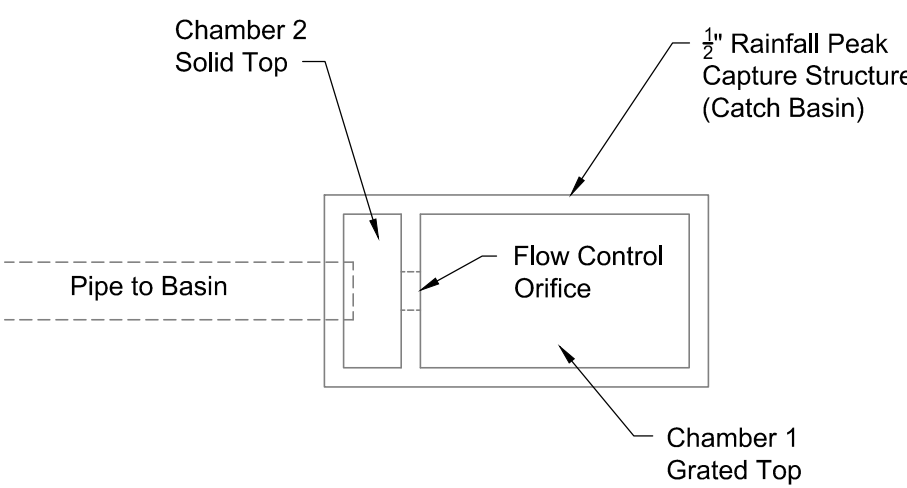 Chamber 2
Solid Top
½" Rainfall Peak
Capture Structure
(Catch Basin)
Flow Control
Orifice
Pipe to Basin
Chamber 1
Grated Top